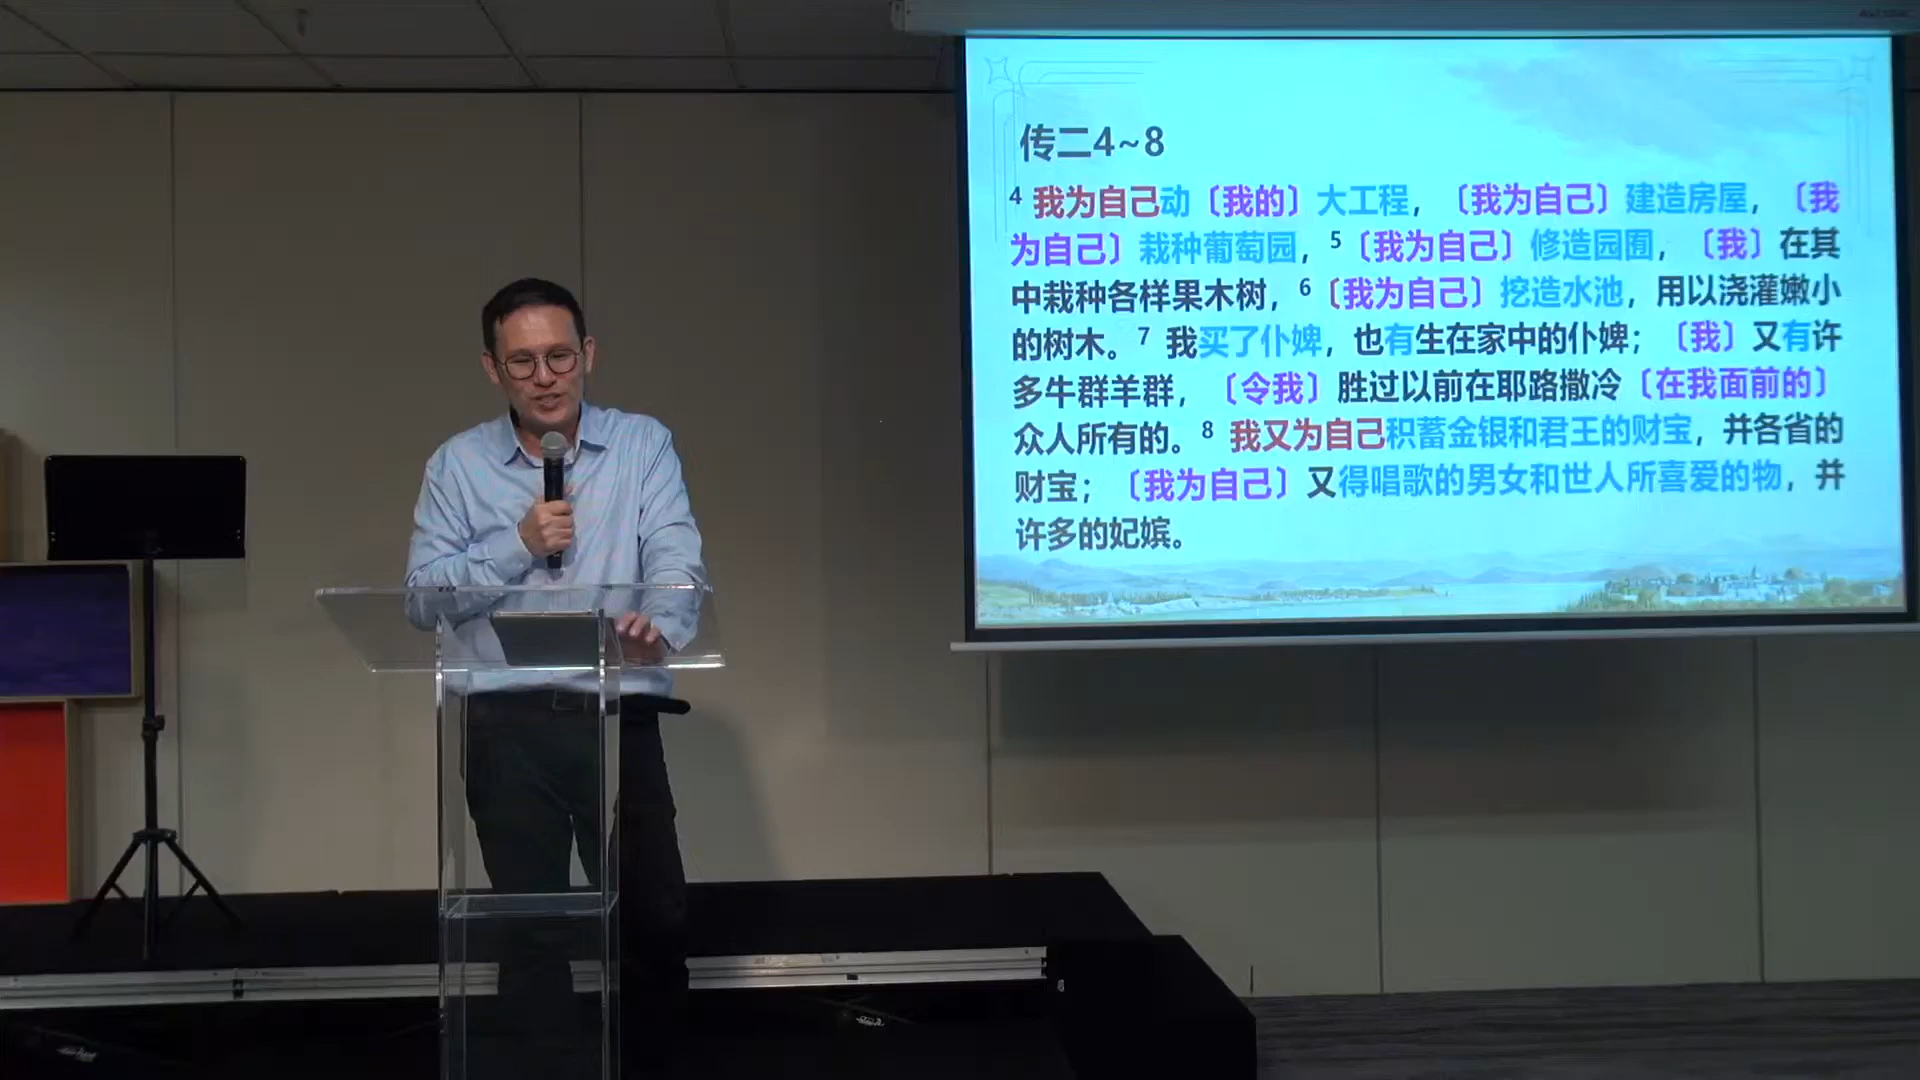 传二4~8
4 我为自己动〔我的〕大工程，〔我为自己〕建造房屋，〔我
为自己〕栽种葡萄园，5〔我为自己〕修造园囿，〔我〕在其
中栽种各样果木树，6〔我为自己〕挖造水池，用以浇灌嫩小
的树木。7 我买了仆婢，也有生在家中的仆婢；〔我〕又有许
多牛群羊群，〔令我〕胜过以前在耶路撒冷〔在我面前的〕
众人所有的。8 我又为自己积蓄金银和君王的财宝，并各省的
财宝；〔我为自己〕又得唱歌的男女和世人所喜爱的物，并
许多的妃嫔。